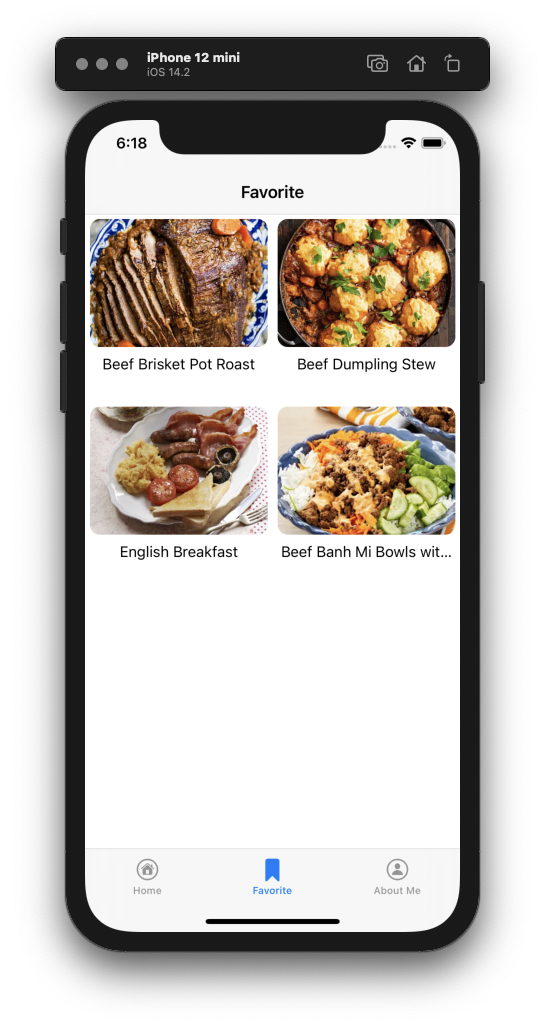 iPhone 12 mini
iOS 14.2
6:18
Favorite
Beef Brisket Pot Roast
Beef Dumpling Stew
English Breakfast
Beef Banh Mi Bowls wit...
Home
Favorite
About Me